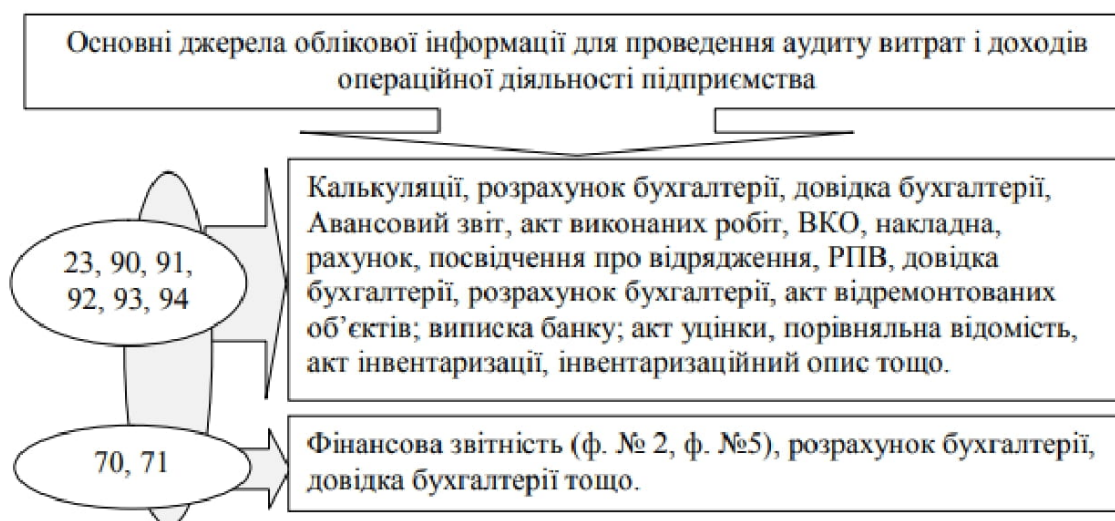 Основні джерела облікової інформації для проведення аудиту витрат і доходів
операційної діяльності підприємства
23, 90, 91,
92, 93, 94
Калькуляції, розрахунок бухгалтерії, довідка бухгалтерії,
Авансовий звіт, акт виконаних робіт, ВКО, накладна,
рахунок, посвідчення про відрядження, РПВ, довідка
бухгалтерії, розрахунок бухгалтерії, акт відремонтованих
об’єктів; виписка банку; акт уцінки, порівняльна відомість,
акт інвентаризації, інвентаризаційний опис тощо.
70, 71
Фінансова звітність (ф. № 2, ф. №5), розрахунок бухгалтерії,
довідка бухгалтерії тощо.